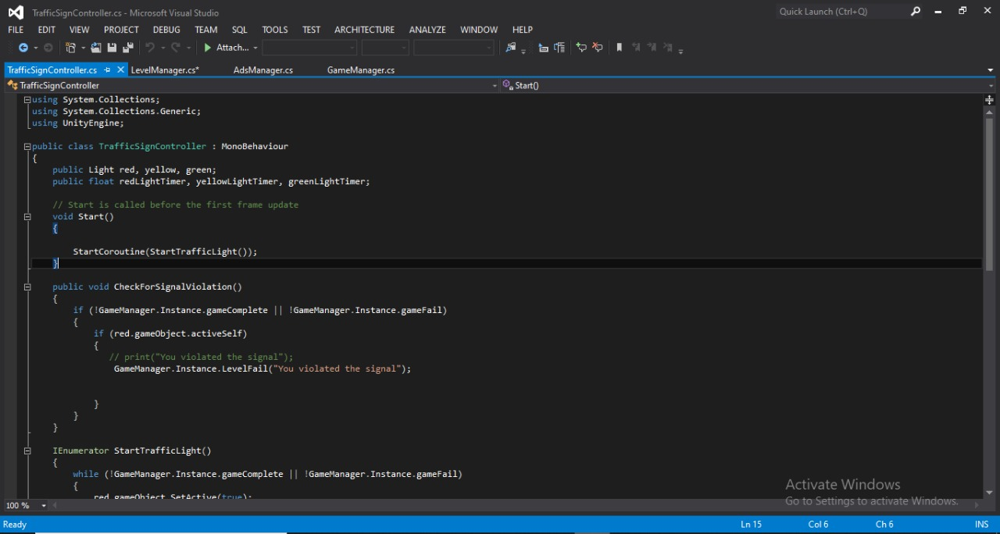 TrafficSignController.cs - Microsoft Visual Studio
Quick Launch (Ctrl+Q)
FILE EDIT VIEW PROJECT DEBUG TEAM SQL TOOLS TEST ARCHITECTURE ANALYZE WINDOW HELP
Attach...
TrafficSignController.cs LevelManager.cs* AdsManager.cs GameManager.cs
TrafficSignController Start()
using System.Collections;
using System.Collections.Generic;
using UnityEngine;
public class TrafficSignController : MonoBehaviour
{
public Light red, yellow, green;
public float redLightTimer, yellowLightTimer, greenLightTimer;
// Start is called before the first frame update
void Start()
{
StartCoroutine(StartTrafficLight());
}
public void CheckForSignalViolation()
{
if (!GameManager.Instance.gameComplete || !GameManager.Instance.gameFail)
{
if (red.gameObject.activeSelf)
{
// print("You violated the signal");
GameManager.Instance.LevelFail("You violated the signal");
}
}
}
IEnumerator StartTrafficLight()
{
while (!GameManager.Instance.gameComplete || !GameManager.Instance.gameFail)
{
red.gameObject.SetActive(true);
Activate Windows
Go to Settings to activate Windows.
100 %
Ready Ln 15 Col 6 Ch 6 INS